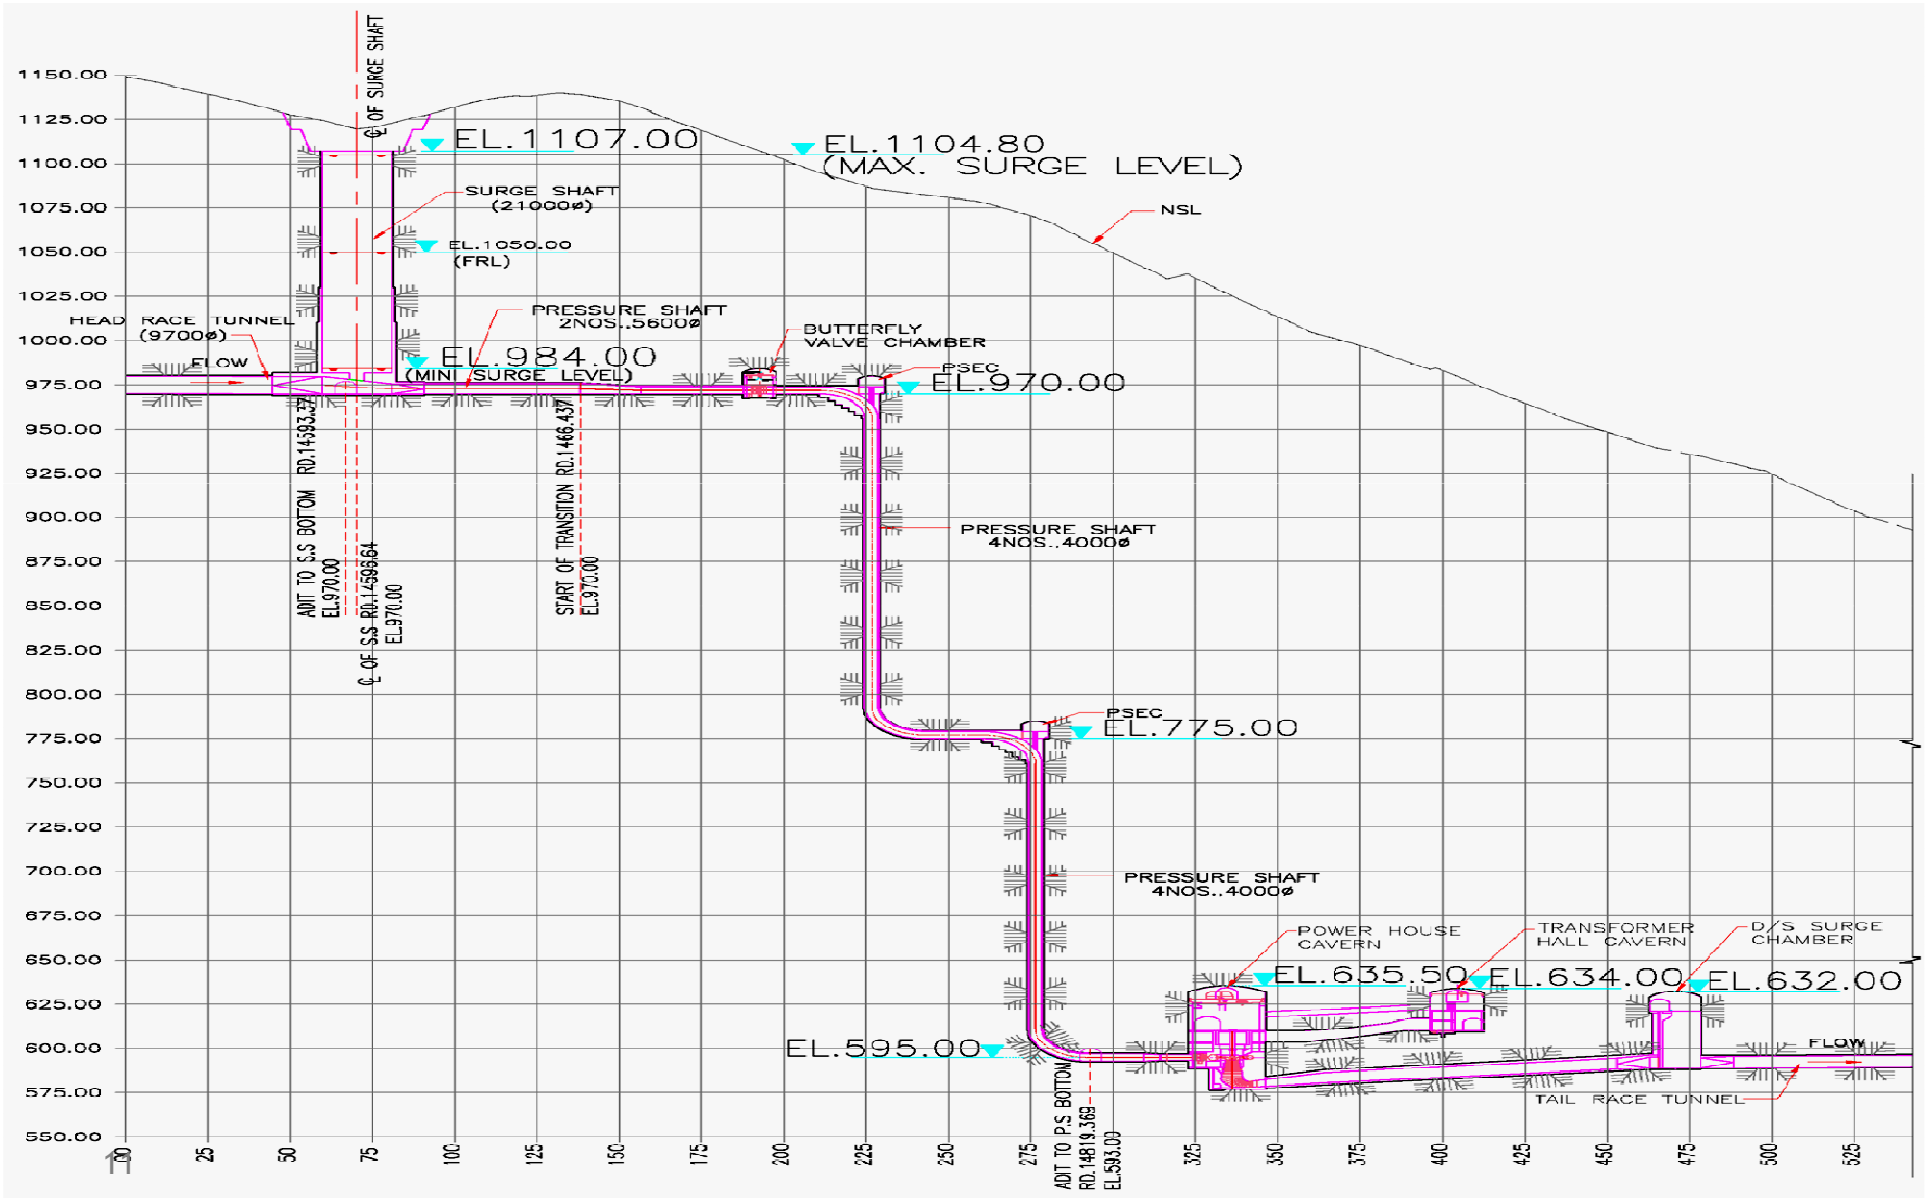 ℄ OF SURGE SHAFT
1150.00
1125.00
1100.00
1075.00
1050.00
1025.00
1000.00
975.00
950.00
925.00
900.00
875.00
850.00
825.00
800.00
775.00
750.00
725.00
700.00
675.00
650.00
625.00
600.00
575.00
550.00
EL.1107.00
EL.1104.80
(MAX. SURGE LEVEL)
SURGE SHAFT
(21000ø)
NSL
EL.1050.00
(FRL)
HEAD RACE TUNNEL
(9700ø)
FLOW
PRESSURE SHAFT
2NOS.,5600ø
BUTTERFLY
VALVE CHAMBER
EL.984.00
(MINI SURGE LEVEL)
PSEC
EL.970.00
ADIT TO S.S BOTTOM RD.14593.37
EL.970.00
℄ OF S.S RD.14596.64
EL.970.00
START OF TRANSITION RD.1466.437
EL.970.00
PRESSURE SHAFT
4NOS.,4000ø
PSEC
EL.775.00
PRESSURE SHAFT
4NOS.,4000ø
POWER HOUSE
CAVERN
TRANSFORMER
HALL CAVERN
D/S SURGE
CHAMBER
EL.635.50
EL.634.00
EL.632.00
EL.595.00
FLOW
TAIL RACE TUNNEL
ADIT TO P.S BOTTOM
RD.14819.369
EL.593.00
11
25
50
75
100
125
150
175
200
225
250
275
325
350
375
400
425
450
475
500
525